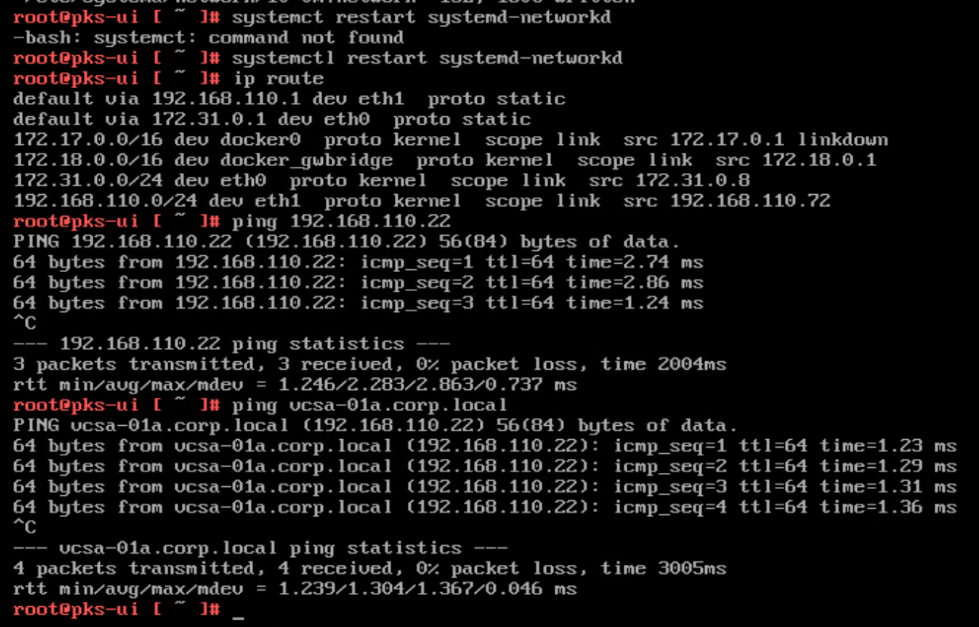 root@pks-ui [ ~ ]# systemct restart systemd-networkd
-bash: systemct: command not found
root@pks-ui [ ~ ]# systemctl restart systemd-networkd
root@pks-ui [ ~ ]# ip route
default via 192.168.110.1 dev eth1  proto static
default via 172.31.0.1 dev eth0  proto static
172.17.0.0/16 dev docker0  proto kernel  scope link  src 172.17.0.1 linkdown
172.18.0.0/16 dev docker_gwbridge  proto kernel  scope link  src 172.18.0.1
172.31.0.0/24 dev eth0  proto kernel  scope link  src 172.31.0.8
192.168.110.0/24 dev eth1  proto kernel  scope link  src 192.168.110.72
root@pks-ui [ ~ ]# ping 192.168.110.22
PING 192.168.110.22 (192.168.110.22) 56(84) bytes of data.
64 bytes from 192.168.110.22: icmp_seq=1 ttl=64 time=2.74 ms
64 bytes from 192.168.110.22: icmp_seq=2 ttl=64 time=2.86 ms
64 bytes from 192.168.110.22: icmp_seq=3 ttl=64 time=1.24 ms
^C
--- 192.168.110.22 ping statistics ---
3 packets transmitted, 3 received, 0% packet loss, time 2004ms
rtt min/avg/max/mdev = 1.246/2.283/2.863/0.737 ms
root@pks-ui [ ~ ]# ping vcsa-01a.corp.local
PING vcsa-01a.corp.local (192.168.110.22) 56(84) bytes of data.
64 bytes from vcsa-01a.corp.local (192.168.110.22): icmp_seq=1 ttl=64 time=1.23 ms
64 bytes from vcsa-01a.corp.local (192.168.110.22): icmp_seq=2 ttl=64 time=1.29 ms
64 bytes from vcsa-01a.corp.local (192.168.110.22): icmp_seq=3 ttl=64 time=1.31 ms
64 bytes from vcsa-01a.corp.local (192.168.110.22): icmp_seq=4 ttl=64 time=1.36 ms
^C
--- vcsa-01a.corp.local ping statistics ---
4 packets transmitted, 4 received, 0% packet loss, time 3005ms
rtt min/avg/max/mdev = 1.239/1.304/1.367/0.046 ms
root@pks-ui [ ~ ]# _